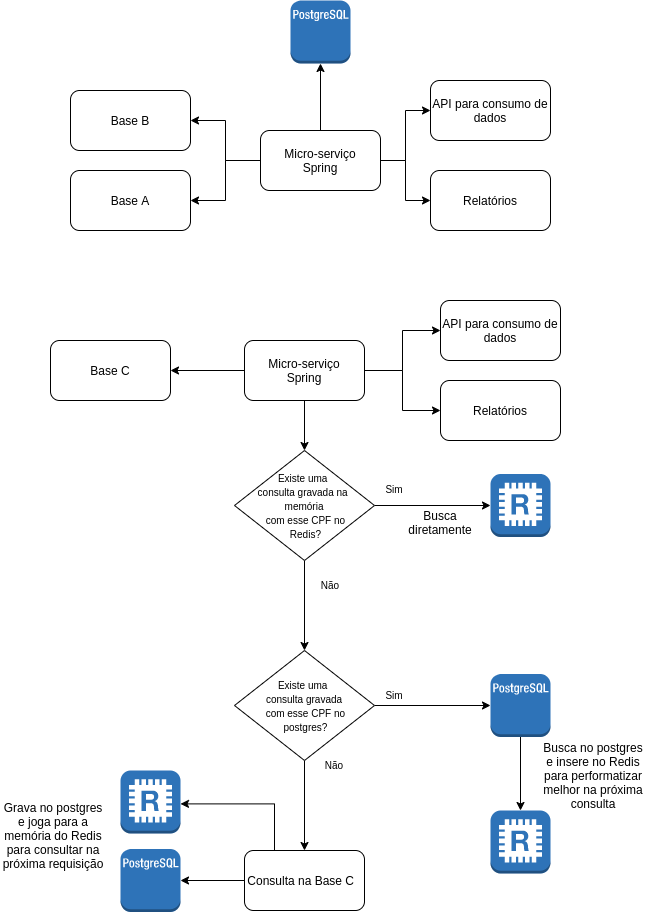 PostgreSQL
Base B
Base A
Micro-serviço
Spring
API para consumo de
dados
Relatórios
Base C
Micro-serviço
Spring
API para consumo de
dados
Relatórios
Existe uma
consulta gravada na
memória
com esse CPF no
Redis?
Sim
Busca
diretamente
R
Não
Existe uma
consulta gravada
com esse CPF no
postgres?
Sim
PostgreSQL
Busca no postgres
e insere no Redis
para performatizar
melhor na próxima
consulta
R
Não
Grava no postgres
e joga para a
memória do Redis
para consultar na
próxima requisição
R
PostgreSQL
Consulta na Base C